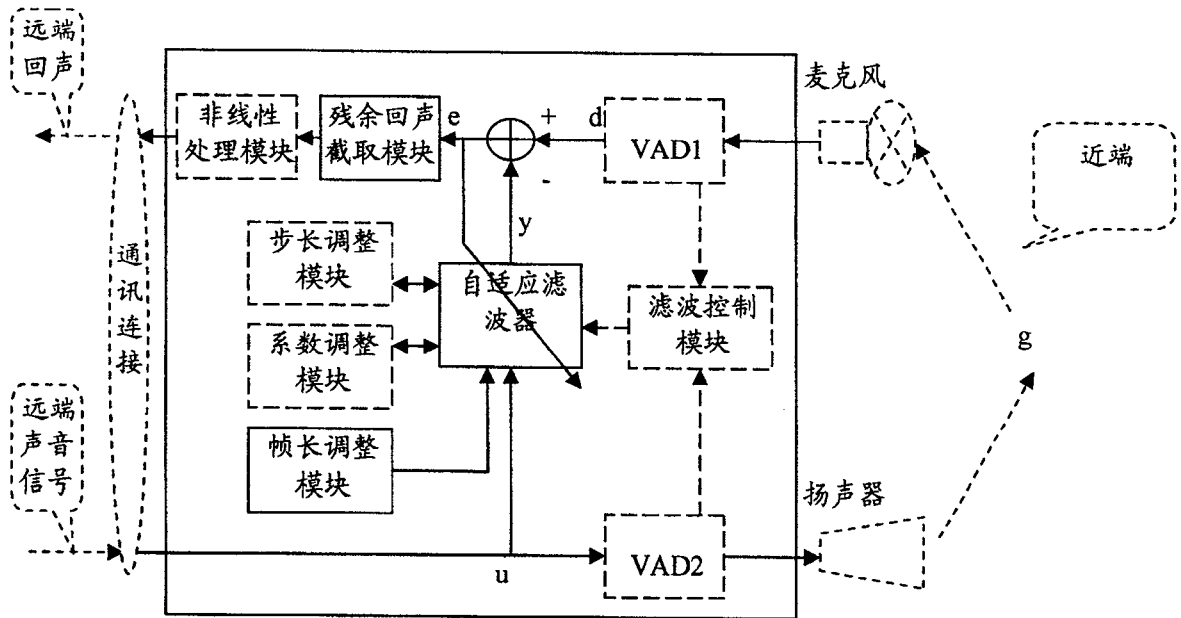 远端
回声
非线性
处理模块
残余回声
截取模块
e
+
-
d
VAD1
麦克风
近端
y
步长调整
模块
自适应滤
波器
滤波控制
模块
系数调整
模块
通讯连接
g
远端
声音
信号
帧长调整
模块
u
VAD2
扬声器